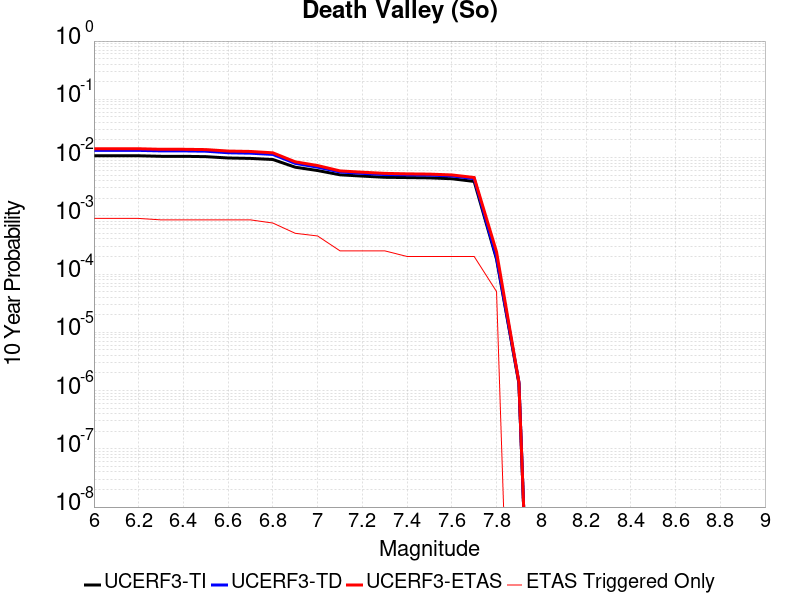 Death Valley (So)
10 Year Probability
10^0
10^-1
10^-2
10^-3
10^-4
10^-5
10^-6
10^-7
10^-8
6 6.2 6.4 6.6 6.8 7 7.2 7.4 7.6 7.8 8 8.2 8.4 8.6 8.8 9
Magnitude
UCERF3-TI UCERF3-TD UCERF3-ETAS ETAS Triggered Only